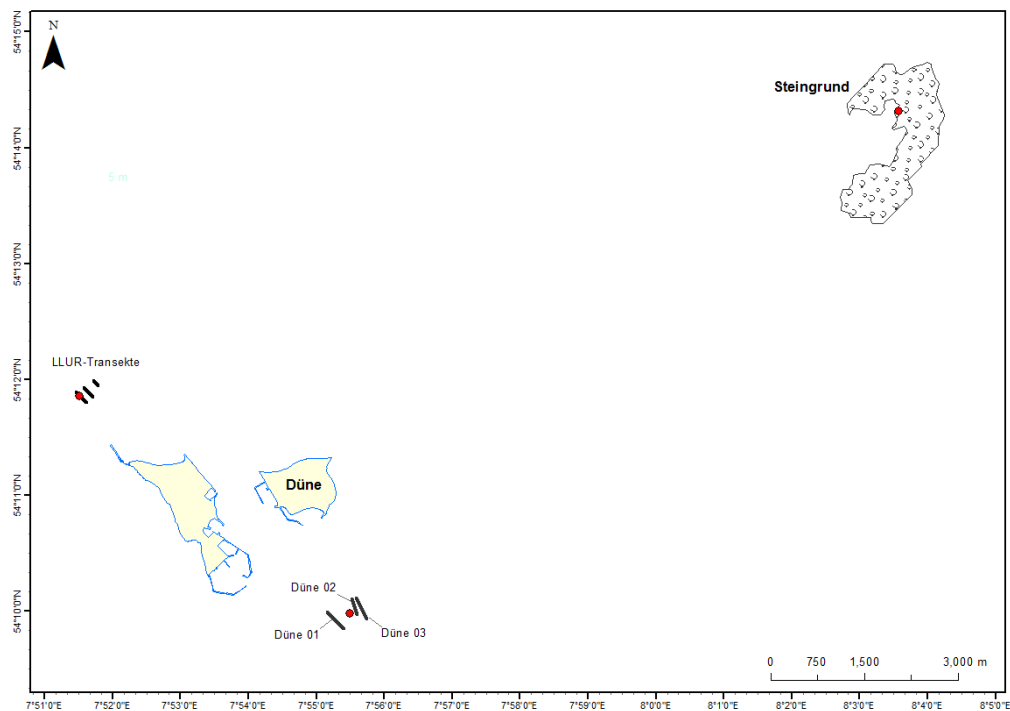 N
54°15'0"N
Steingrund
54°14'0"N
5 m
54°13'0"N
LLUR-Transekte
54°12'0"N
Düne
54°11'0"N
Düne 02
54°10'0"N
Düne 01
Düne 03
0 750 1,500 3,000 m
7°51'0"E 7°52'0"E 7°53'0"E 7°54'0"E 7°55'0"E 7°56'0"E 7°57'0"E 7°58'0"E 7°59'0"E 8°0'0"E 8°1'0"E 8°2'0"E 8°3'0"E 8°4'0"E 8°5'0"E